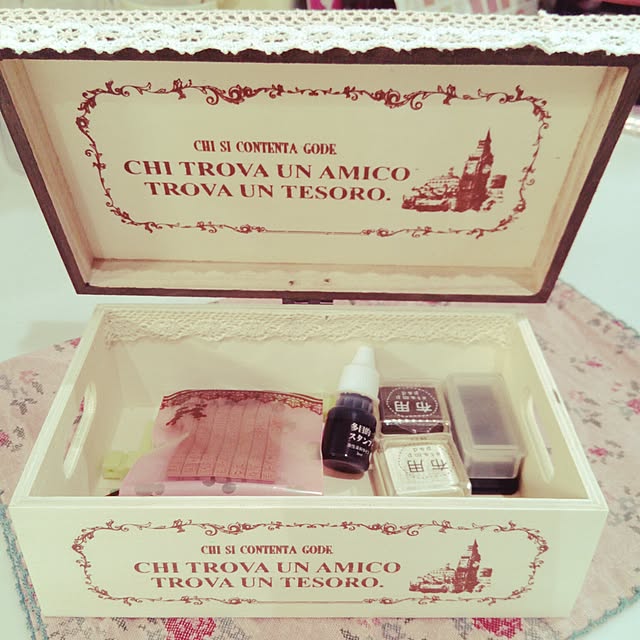 CHI SI CONTENTA GODE
CHI TROVA UN AMICO
TROVA UN TESORO.
多目的
スタンプ
布用
布用
CHI SI CONTENTA GODE
CHI TROVA UN AMICO
TROVA UN TESORO.